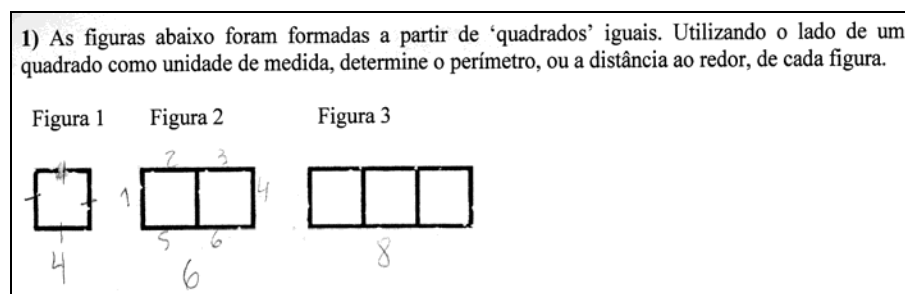 1) As figuras abaixo foram formadas a partir de ‘quadrados’ iguais. Utilizando o lado de um
quadrado como unidade de medida, determine o perímetro, ou a distância ao redor, de cada figura.
Figura 1 Figura 2 Figura 3
2 3
1 4
5 6
4 6 8